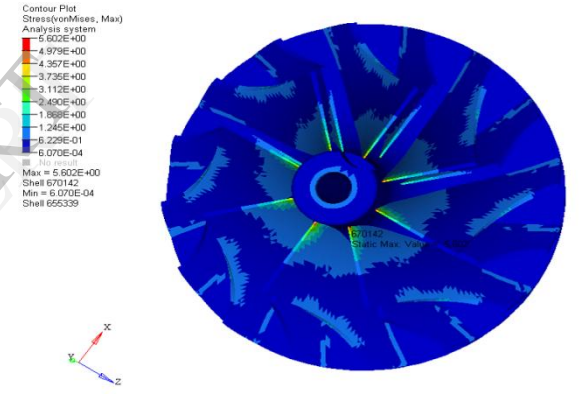 Contour Plot
Stress(vonMises, Max)
Analysis system
5.602E+00
4.979E+00
4.357E+00
3.735E+00
3.112E+00
2.490E+00
1.868E+00
1.245E+00
6.229E-01
6.070E-04
No result
Max = 5.602E+00
Shell 670142
Min = 6.070E-04
Shell 655339
670142
Static Max. Value =
X
Y
Z